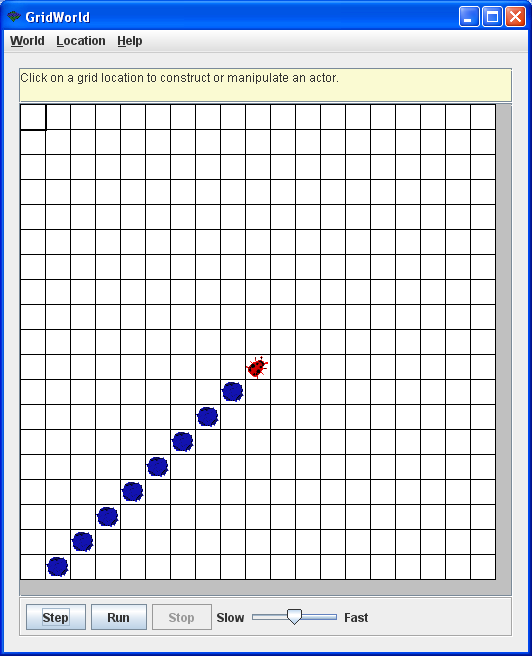 GridWorld
World Location Help
Click on a grid location to construct or manipulate an actor.
Step Run Stop Slow Fast